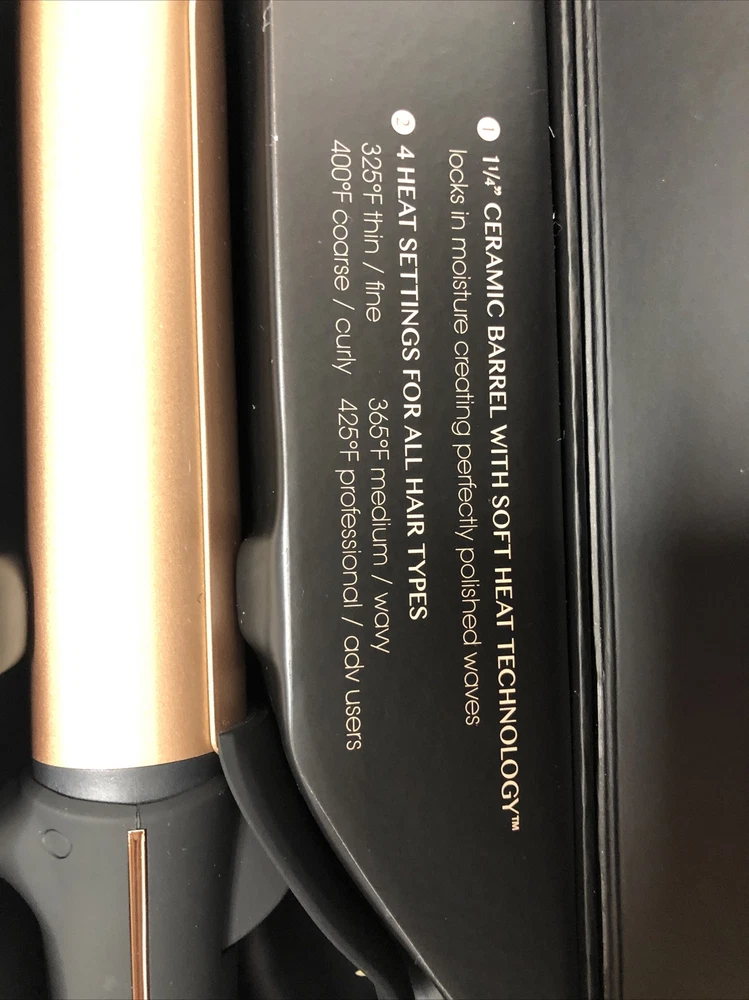 1 1¼" CERAMIC BARREL WITH SOFT HEAT TECHNOLOGY™
locks in moisture creating perfectly polished waves
2 4 HEAT SETTINGS FOR ALL HAIR TYPES
325°F thin / fine 365°F medium / wavy
400°F coarse / curly 425°F professional / adv users